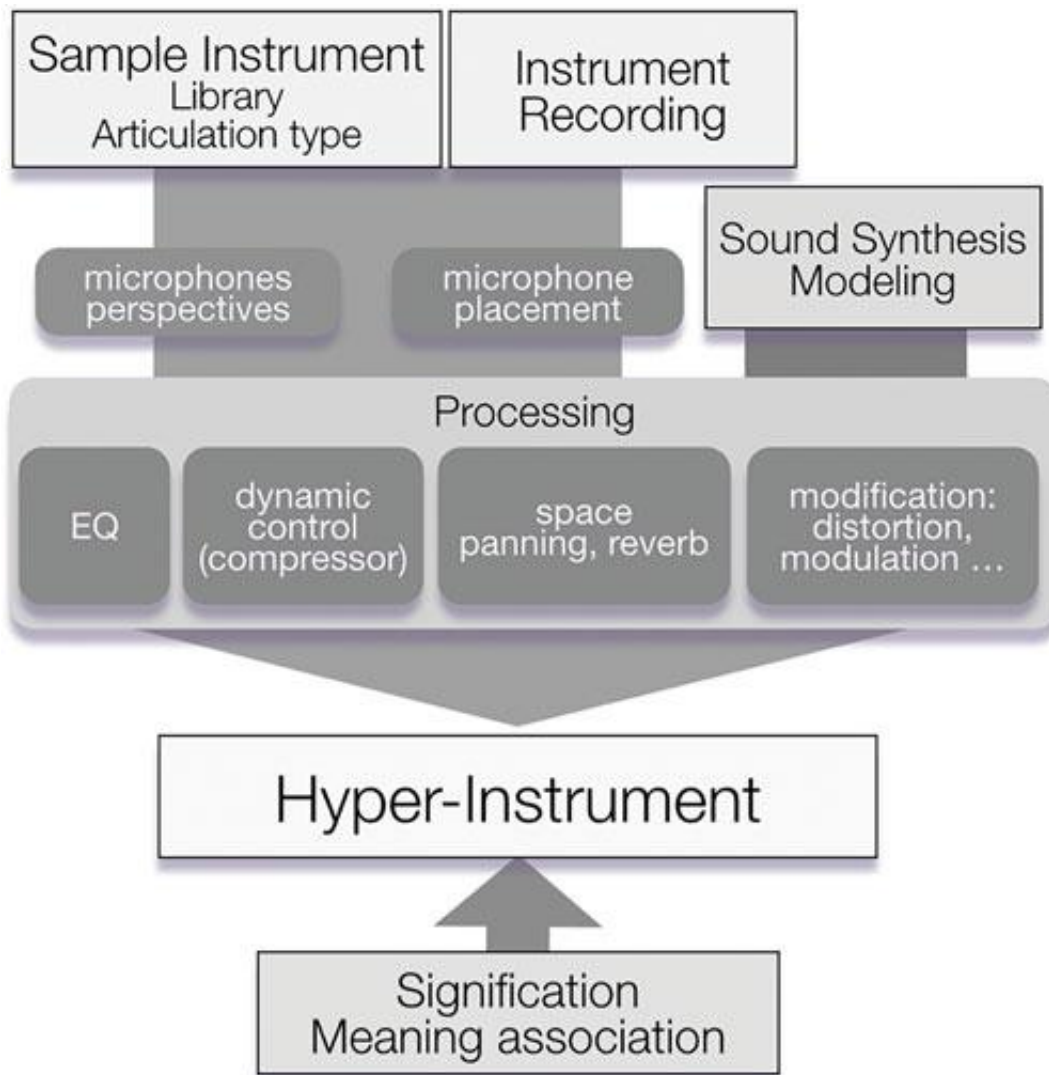 Sample Instrument
Library
Articulation type
Instrument
Recording
Sound Synthesis
Modeling
microphones
perspectives
microphone
placement
Processing
EQ
dynamic
control
(compressor)
space
panning, reverb
modification:
distortion,
modulation …
Hyper-Instrument
Signification
Meaning association